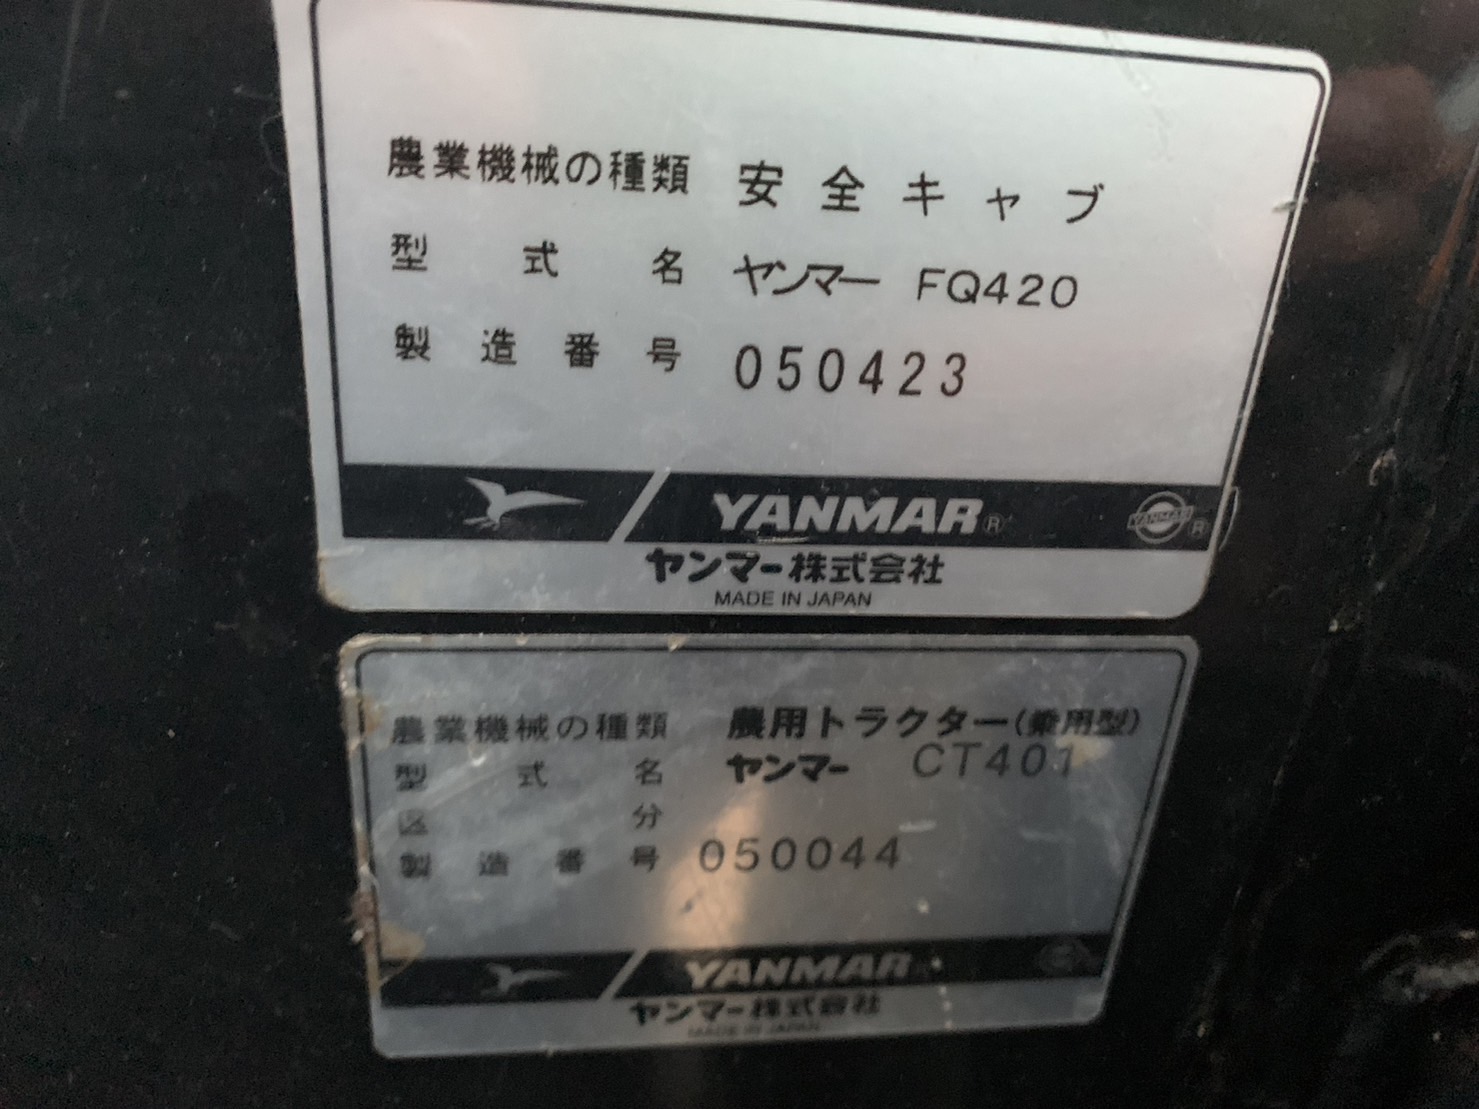 農業機械の種類 安全キャブ
型式名 ヤンマー FQ420
製造番号 050423
YANMAR®
YANMAR ®
ヤンマー株式会社
MADE IN JAPAN
農業機械の種類 農用トラクター(乗用型)
型式名 ヤンマー CT401
区分
製造番号 050044
YANMAR
ヤンマー株式会社
MADE IN JAPAN